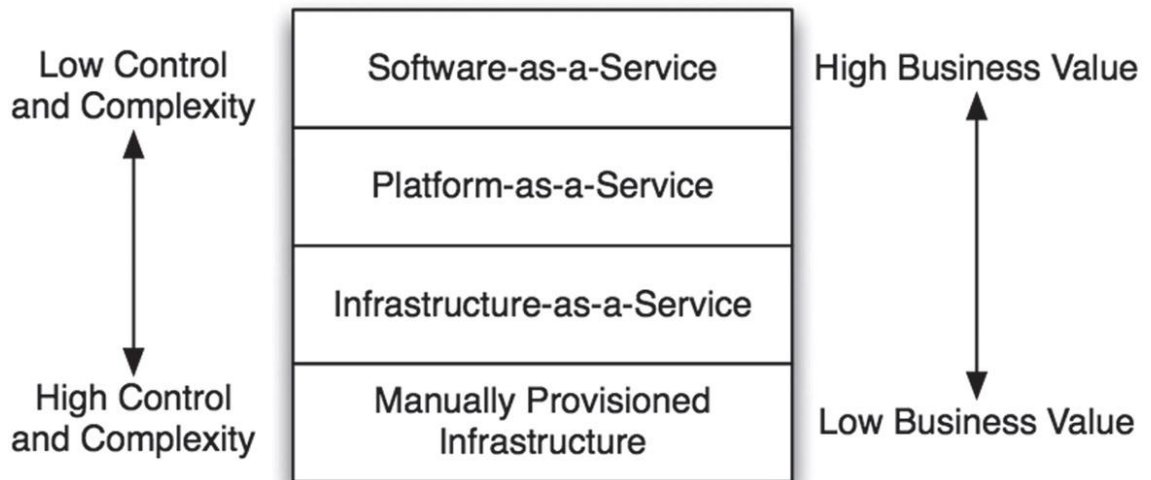 Low Control
and Complexity
Software-as-a-Service
High Business Value
Platform-as-a-Service
Infrastructure-as-a-Service
High Control
and Complexity
Manually Provisioned
Infrastructure
Low Business Value